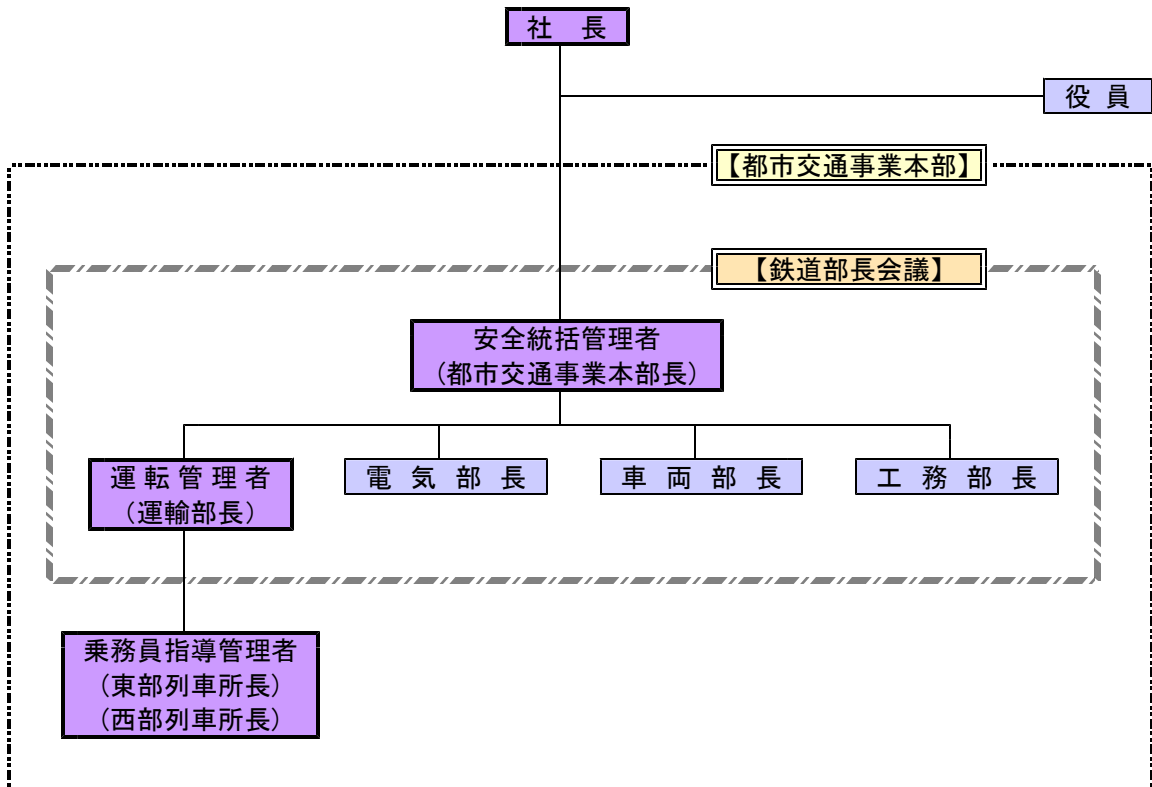 社　長
役 員
【都市交通事業本部】
【鉄道部長会議】
安全統括管理者
（都市交通事業本部長）
運 転 管 理 者
（運輸部長）
電 気 部 長
車 両 部 長
工 務 部 長
乗務員指導管理者
（東部列車所長）
（西部列車所長）